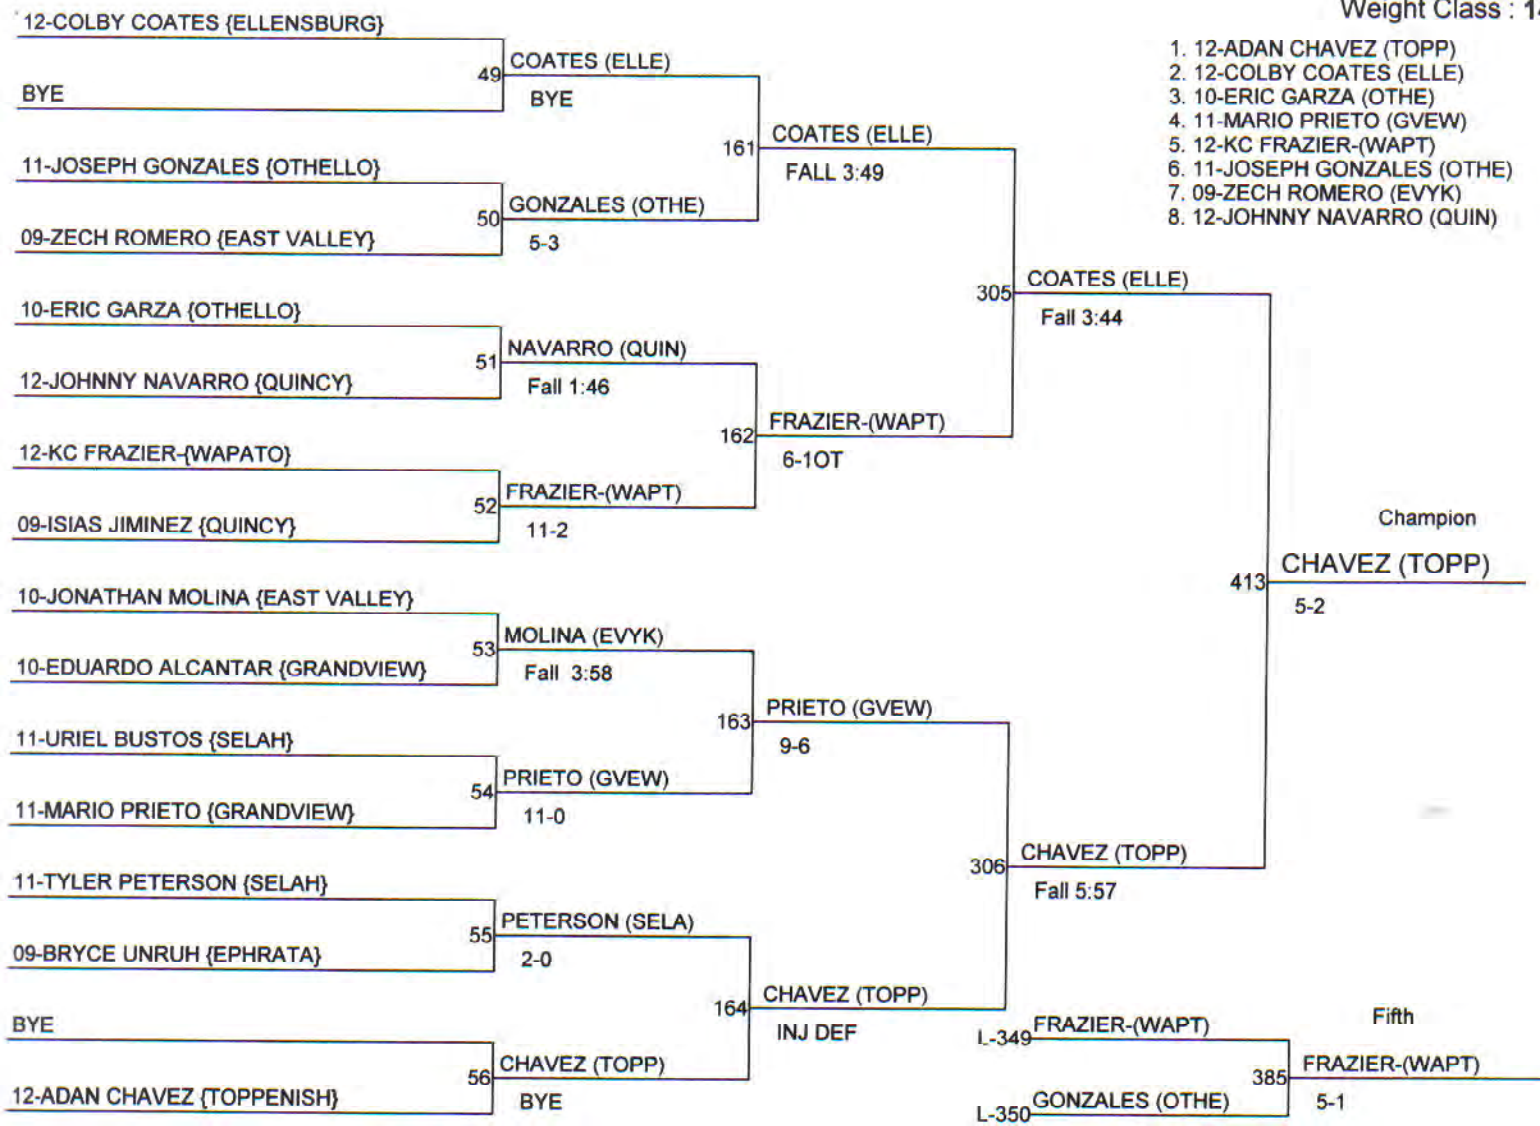 Weight Class :
1. 12-ADAN CHAVEZ (TOPP)
2. 12-COLBY COATES (ELLE)
3. 10-ERIC GARZA (OTHE)
4. 11-MARIO PRIETO (GVEW)
5. 12-KC FRAZIER-(WAPT)
6. 11-JOSEPH GONZALES (OTHE)
7. 09-ZECH ROMERO (EVYK)
8. 12-JOHNNY NAVARRO (QUIN)
12-COLBY COATES {ELLENSBURG}
BYE
11-JOSEPH GONZALES {OTHELLO}
09-ZECH ROMERO {EAST VALLEY}
10-ERIC GARZA {OTHELLO}
12-JOHNNY NAVARRO {QUINCY}
12-KC FRAZIER-{WAPATO}
09-ISIAS JIMINEZ {QUINCY}
10-JONATHAN MOLINA {EAST VALLEY}
10-EDUARDO ALCANTAR {GRANDVIEW}
11-URIEL BUSTOS {SELAH}
11-MARIO PRIETO {GRANDVIEW}
11-TYLER PETERSON {SELAH}
09-BRYCE UNRUH {EPHRATA}
BYE
12-ADAN CHAVEZ {TOPPENISH}
49 COATES (ELLE)
BYE
50 GONZALES (OTHE)
5-3
51 NAVARRO (QUIN)
Fall 1:46
52 FRAZIER-(WAPT)
11-2
53 MOLINA (EVYK)
Fall 3:58
54 PRIETO (GVEW)
11-0
55 PETERSON (SELA)
2-0
56 CHAVEZ (TOPP)
BYE
161 COATES (ELLE)
FALL 3:49
162 FRAZIER-(WAPT)
6-1OT
163 PRIETO (GVEW)
9-6
164 CHAVEZ (TOPP)
INJ DEF
305 COATES (ELLE)
Fall 3:44
306 CHAVEZ (TOPP)
Fall 5:57
Champion
413 CHAVEZ (TOPP)
5-2
L-349 FRAZIER-(WAPT)
L-350 GONZALES (OTHE)
Fifth
385 FRAZIER-(WAPT)
5-1